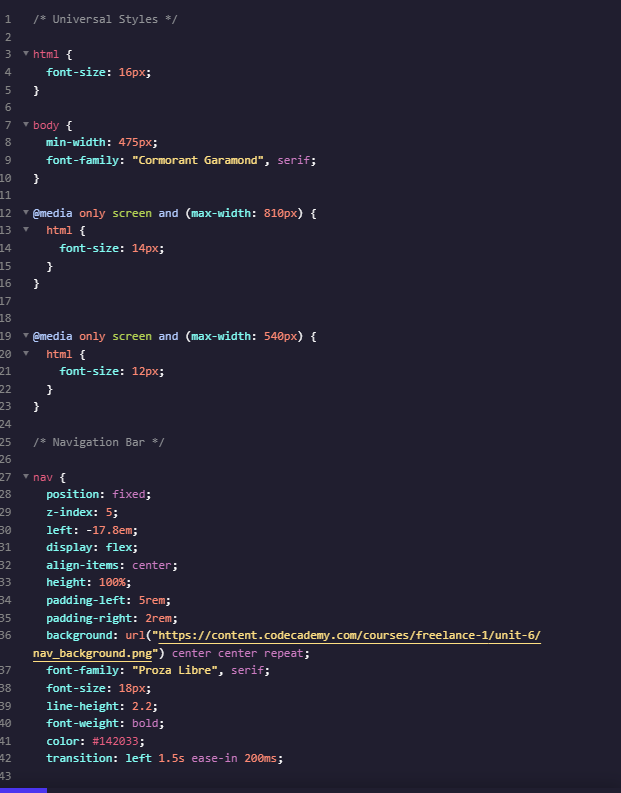 1 /* Universal Styles */
2
3 html {
4 font-size: 16px;
5 }
6
7 body {
8 min-width: 475px;
9 font-family: "Cormorant Garamond", serif;
10 }
11
12 @media only screen and (max-width: 810px) {
13 html {
14 font-size: 14px;
15 }
16 }
17
18
19 @media only screen and (max-width: 540px) {
20 html {
21 font-size: 12px;
22 }
23 }
24
25 /* Navigation Bar */
26
27 nav {
28 position: fixed;
29 z-index: 5;
30 left: -17.8em;
31 display: flex;
32 align-items: center;
33 height: 100%;
34 padding-left: 5rem;
35 padding-right: 2rem;
36 background: url("https://content.codecademy.com/courses/freelance-1/unit-6/
nav_background.png") center center repeat;
37 font-family: "Proza Libre", serif;
38 font-size: 18px;
39 line-height: 2.2;
40 font-weight: bold;
41 color: #142033;
42 transition: left 1.5s ease-in 200ms;
43